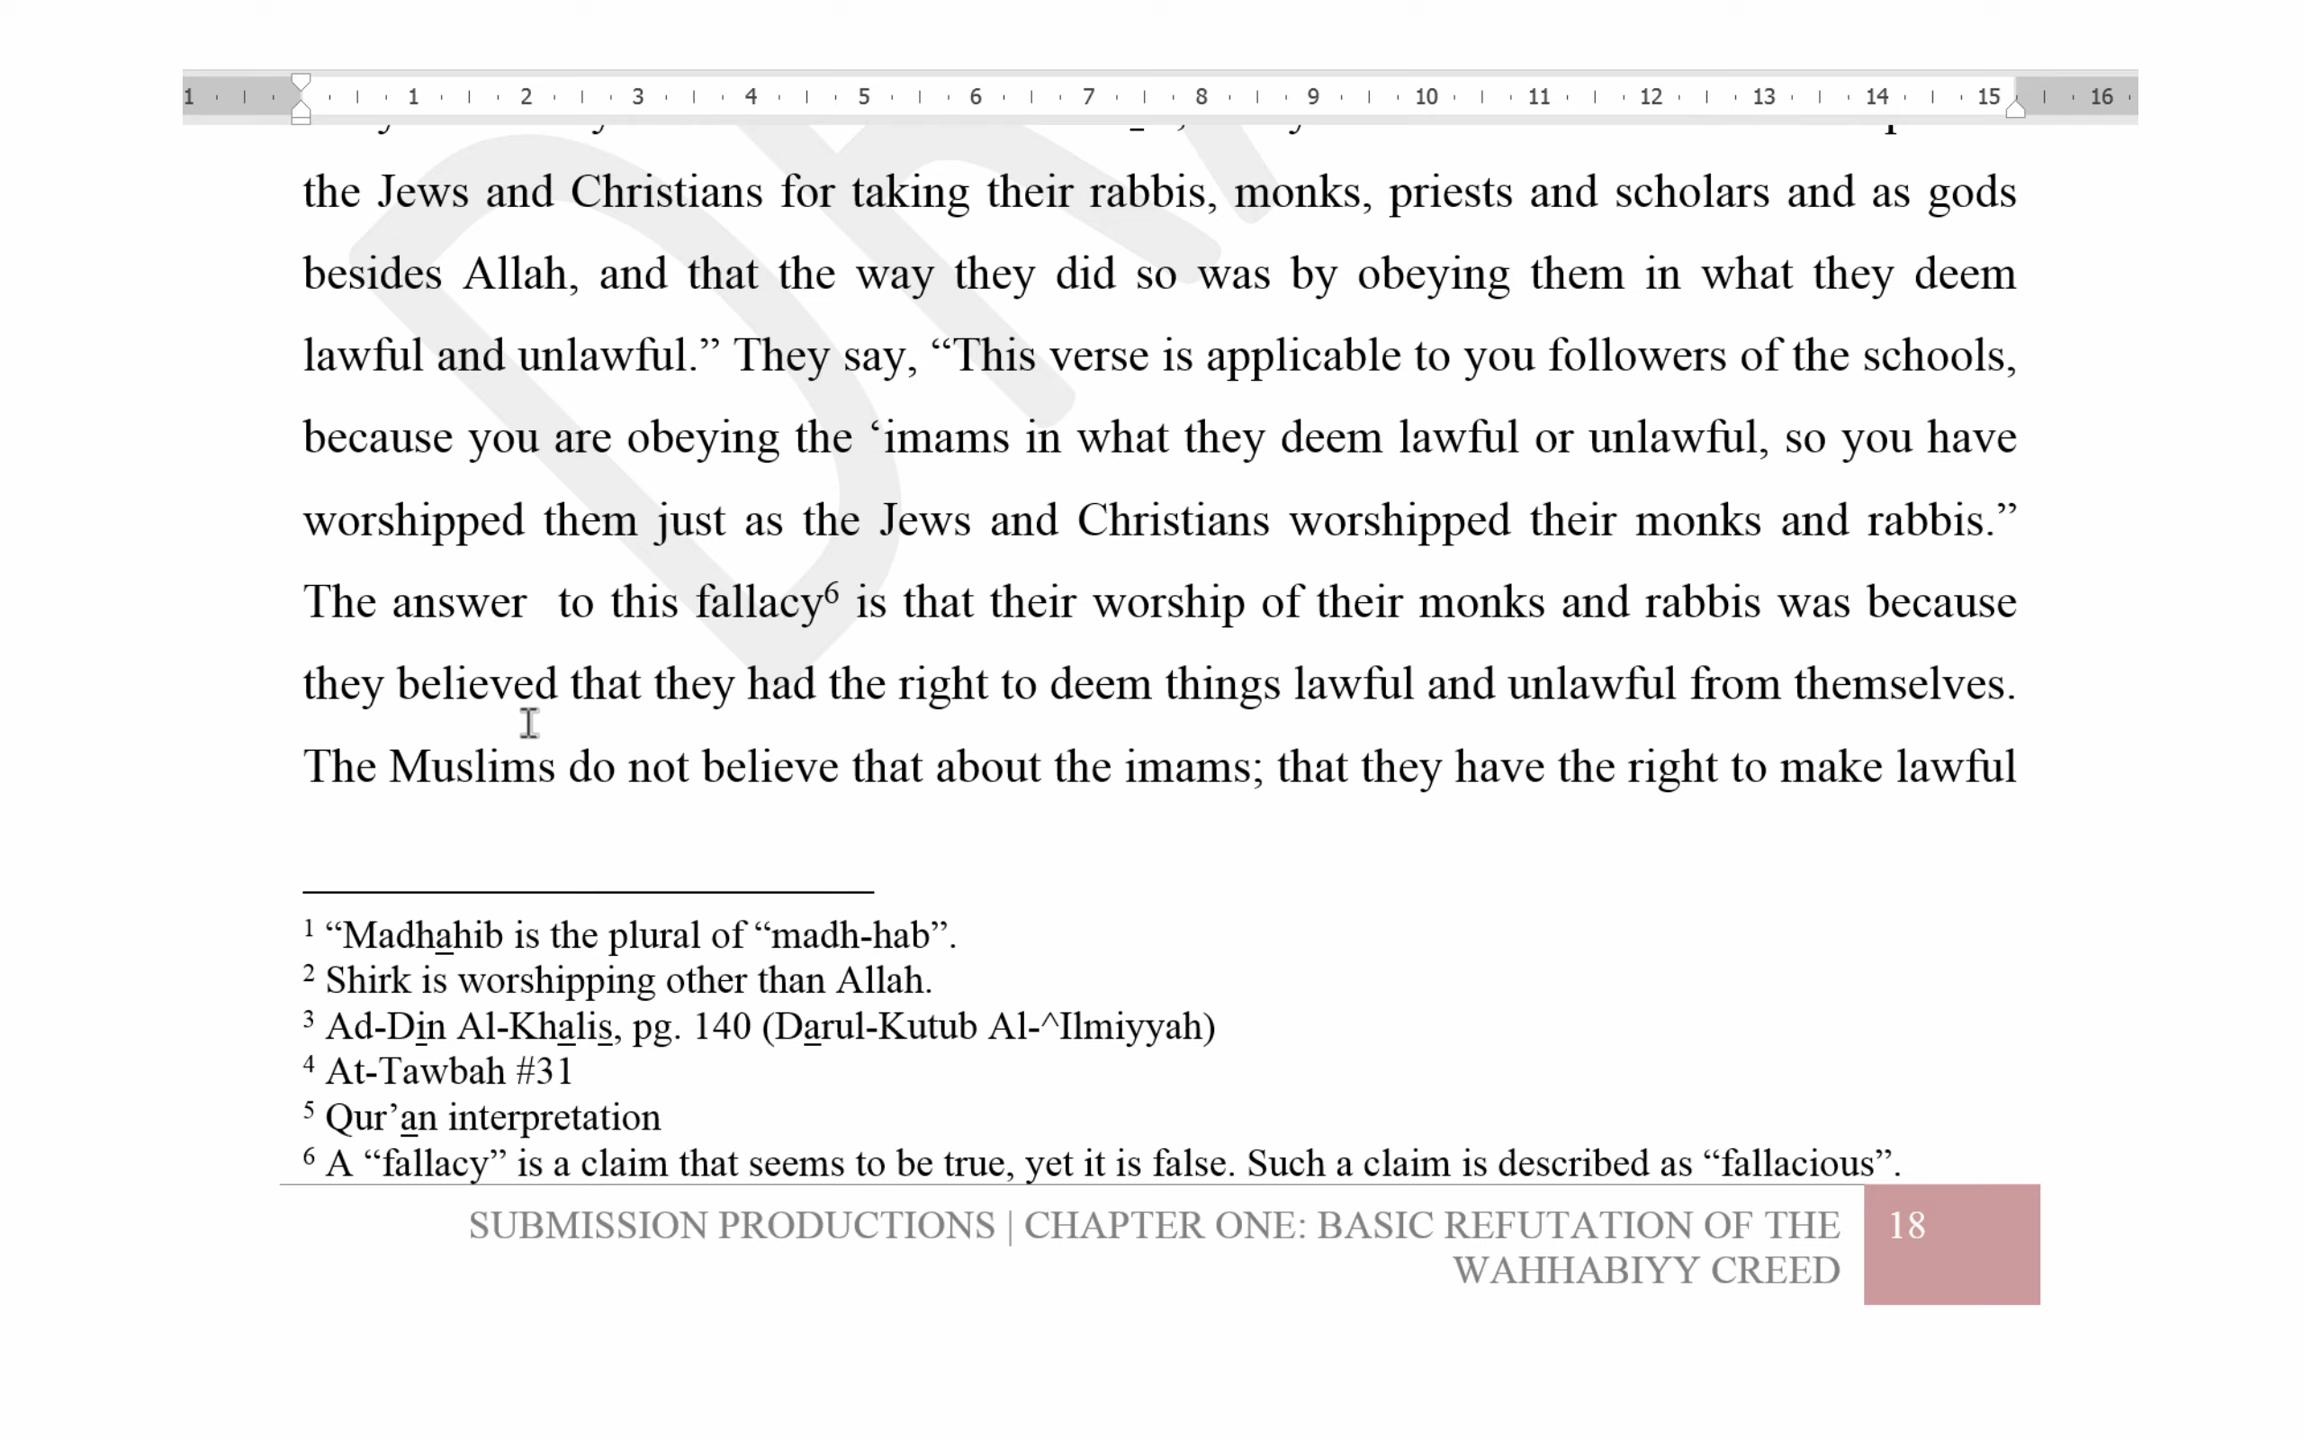 1 1 2 3 4 5 6 7 8 9 10 11 12 13 14 15 16
the Jews and Christians for taking their rabbis, monks, priests and scholars and as gods
besides Allah, and that the way they did so was by obeying them in what they deem
lawful and unlawful.” They say, “This verse is applicable to you followers of the schools,
because you are obeying the ‘imams in what they deem lawful or unlawful, so you have
worshipped them just as the Jews and Christians worshipped their monks and rabbis.”
The answer  to this fallacy⁶ is that their worship of their monks and rabbis was because
they believed that they had the right to deem things lawful and unlawful from themselves.
The Muslims do not believe that about the imams; that they have the right to make lawful
¹ “Madhahib is the plural of “madh-hab”.
² Shirk is worshipping other than Allah.
³ Ad-Din Al-Khalis, pg. 140 (Darul-Kutub Al-^Ilmiyyah)
⁴ At-Tawbah #31
⁵ Qur’an interpretation
⁶ A “fallacy” is a claim that seems to be true, yet it is false. Such a claim is described as “fallacious”.
SUBMISSION PRODUCTIONS | CHAPTER ONE: BASIC REFUTATION OF THE 18
WAHHABIYY CREED